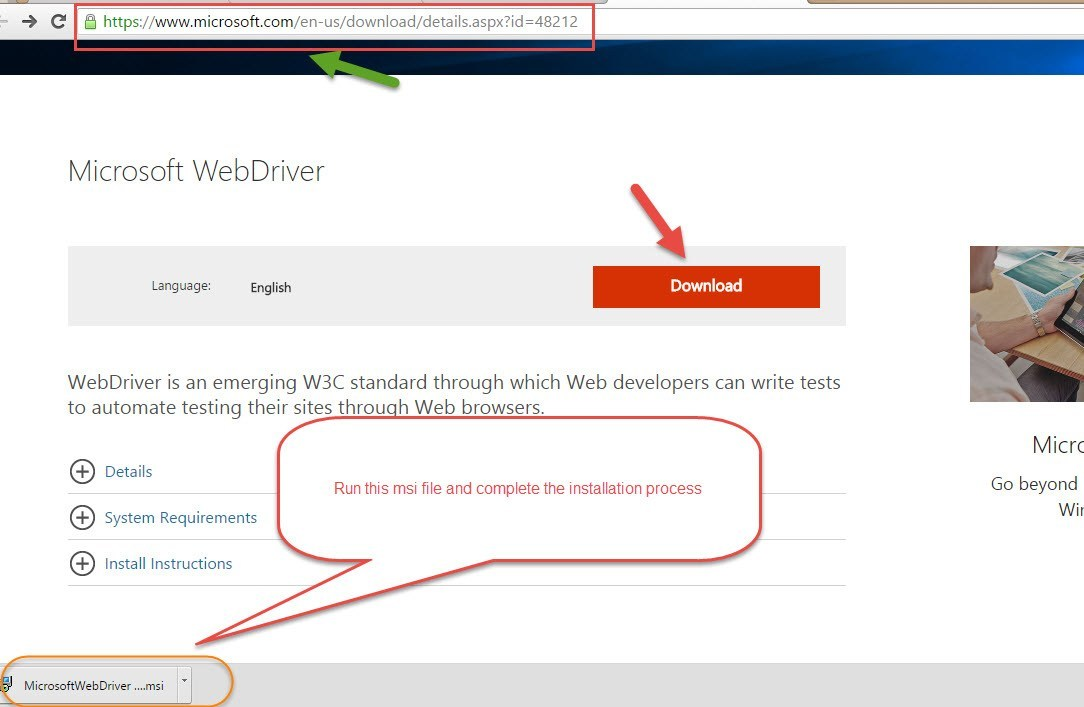 https://www.microsoft.com/en-us/download/details.aspx?id=48212
Microsoft WebDriver
Language: English
Download
WebDriver is an emerging W3C standard through which Web developers can write tests
to automate testing their sites through Web browsers.
Details
System Requirements
Install Instructions
Run this msi file and complete the installation process
Micro
Go beyond
Wir
MicrosoftWebDriver ....msi